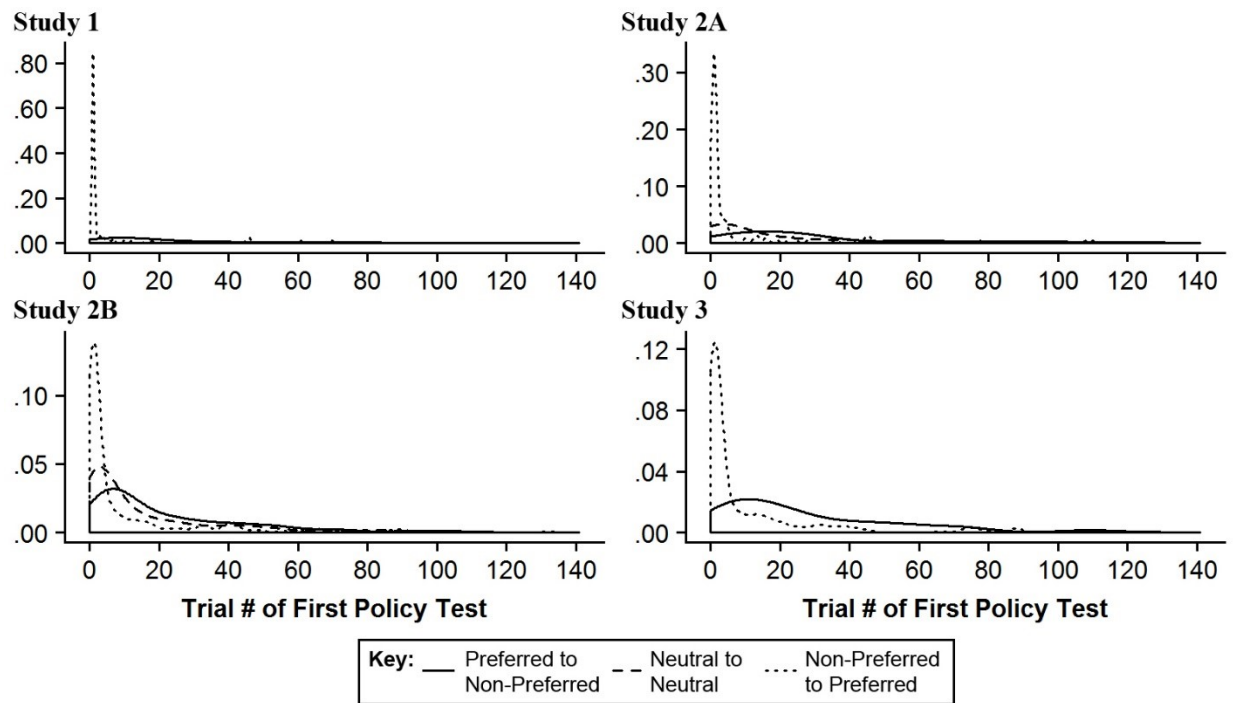 Study 1
.80
.60
.40
.20
.00
0 20 40 60 80 100 120 140
Study 2A
.30
.20
.10
.00
0 20 40 60 80 100 120 140
Study 2B
.10
.05
.00
0 20 40 60 80 100 120 140
Trial # of First Policy Test
Study 3
.12
.08
.04
.00
0 20 40 60 80 100 120 140
Trial # of First Policy Test
Key: Preferred to Non-Preferred
Neutral to Neutral
Non-Preferred to Preferred